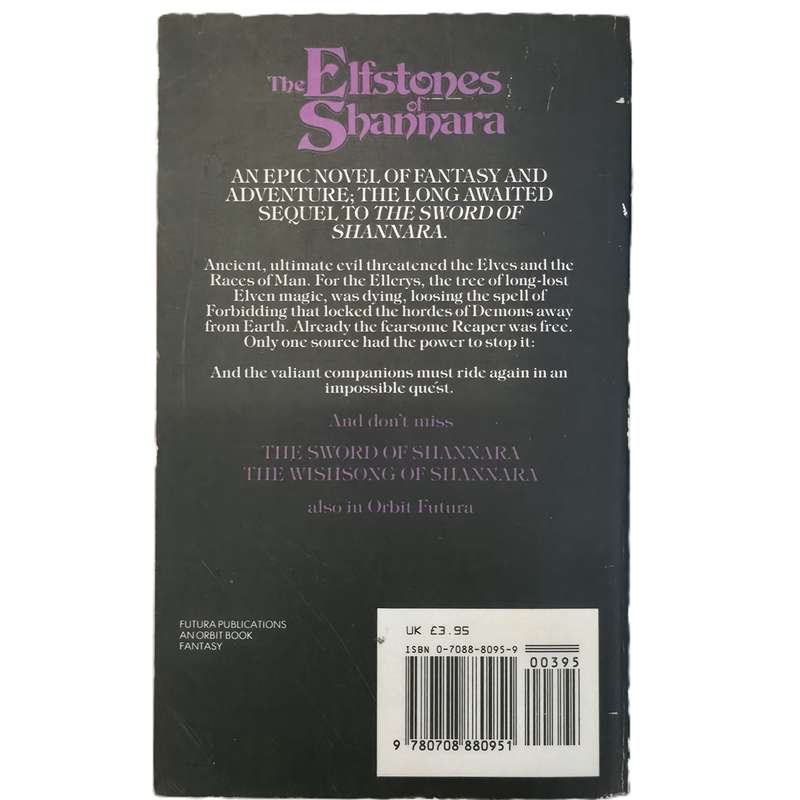 The Elfstones
of
Shannara
AN EPIC NOVEL OF FANTASY AND
ADVENTURE; THE LONG AWAITED
SEQUEL TO THE SWORD OF
SHANNARA.
Ancient, ultimate evil threatened the Elves and the
Races of Man. For the Ellcrys, the tree of long-lost
Elven magic, was dying, loosing the spell of
Forbidding that locked the hordes of Demons away
from Earth. Already the fearsome Reaper was free.
Only one source had the power to stop it:
And the valiant companions must ride again in an
impossible quest.
And don't miss
THE SWORD OF SHANNARA
THE WISHSONG OF SHANNARA
also in Orbit Futura
FUTURA PUBLICATIONS
AN ORBIT BOOK
FANTASY
UK £3.95
ISBN 0-7088-8095-9
00395
9 780708 880951